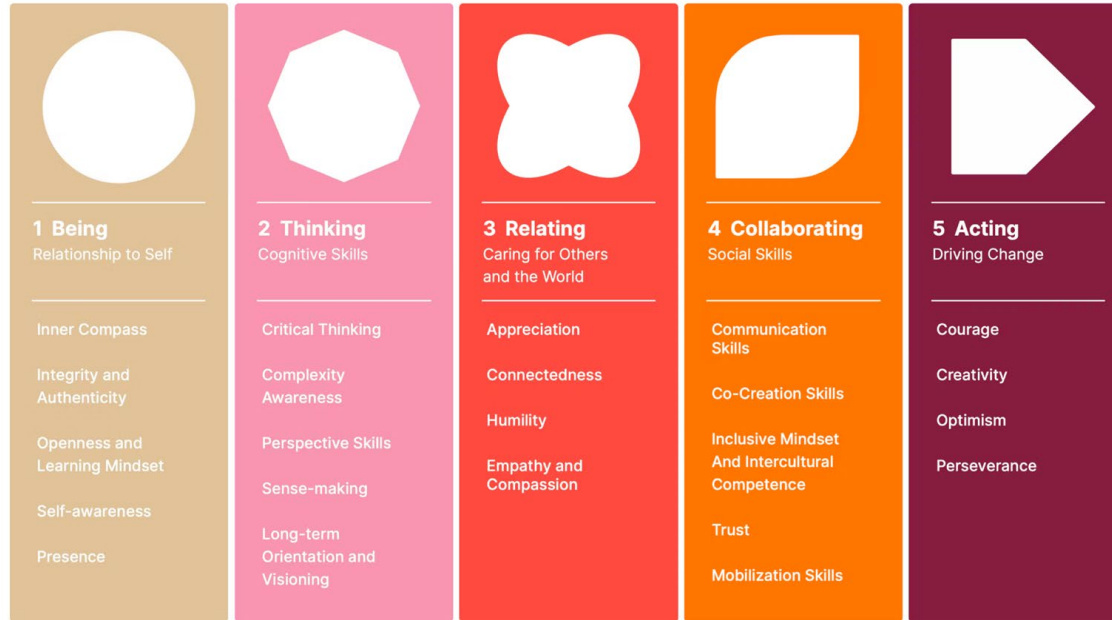 1 Being
Relationship to Self
Inner Compass
Integrity and
Authenticity
Openness and
Learning Mindset
Self-awareness
Presence
2 Thinking
Cognitive Skills
Critical Thinking
Complexity
Awareness
Perspective Skills
Sense-making
Long-term
Orientation and
Visioning
3 Relating
Caring for Others
and the World
Appreciation
Connectedness
Humility
Empathy and
Compassion
4 Collaborating
Social Skills
Communication
Skills
Co-Creation Skills
Inclusive Mindset
And Intercultural
Competence
Trust
Mobilization Skills
5 Acting
Driving Change
Courage
Creativity
Optimism
Perseverance